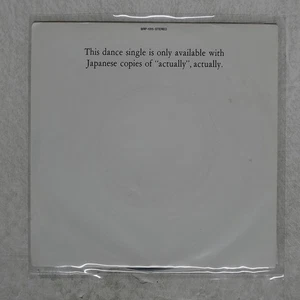 This dance single is only available with
Japanese copies of "actually", actually.